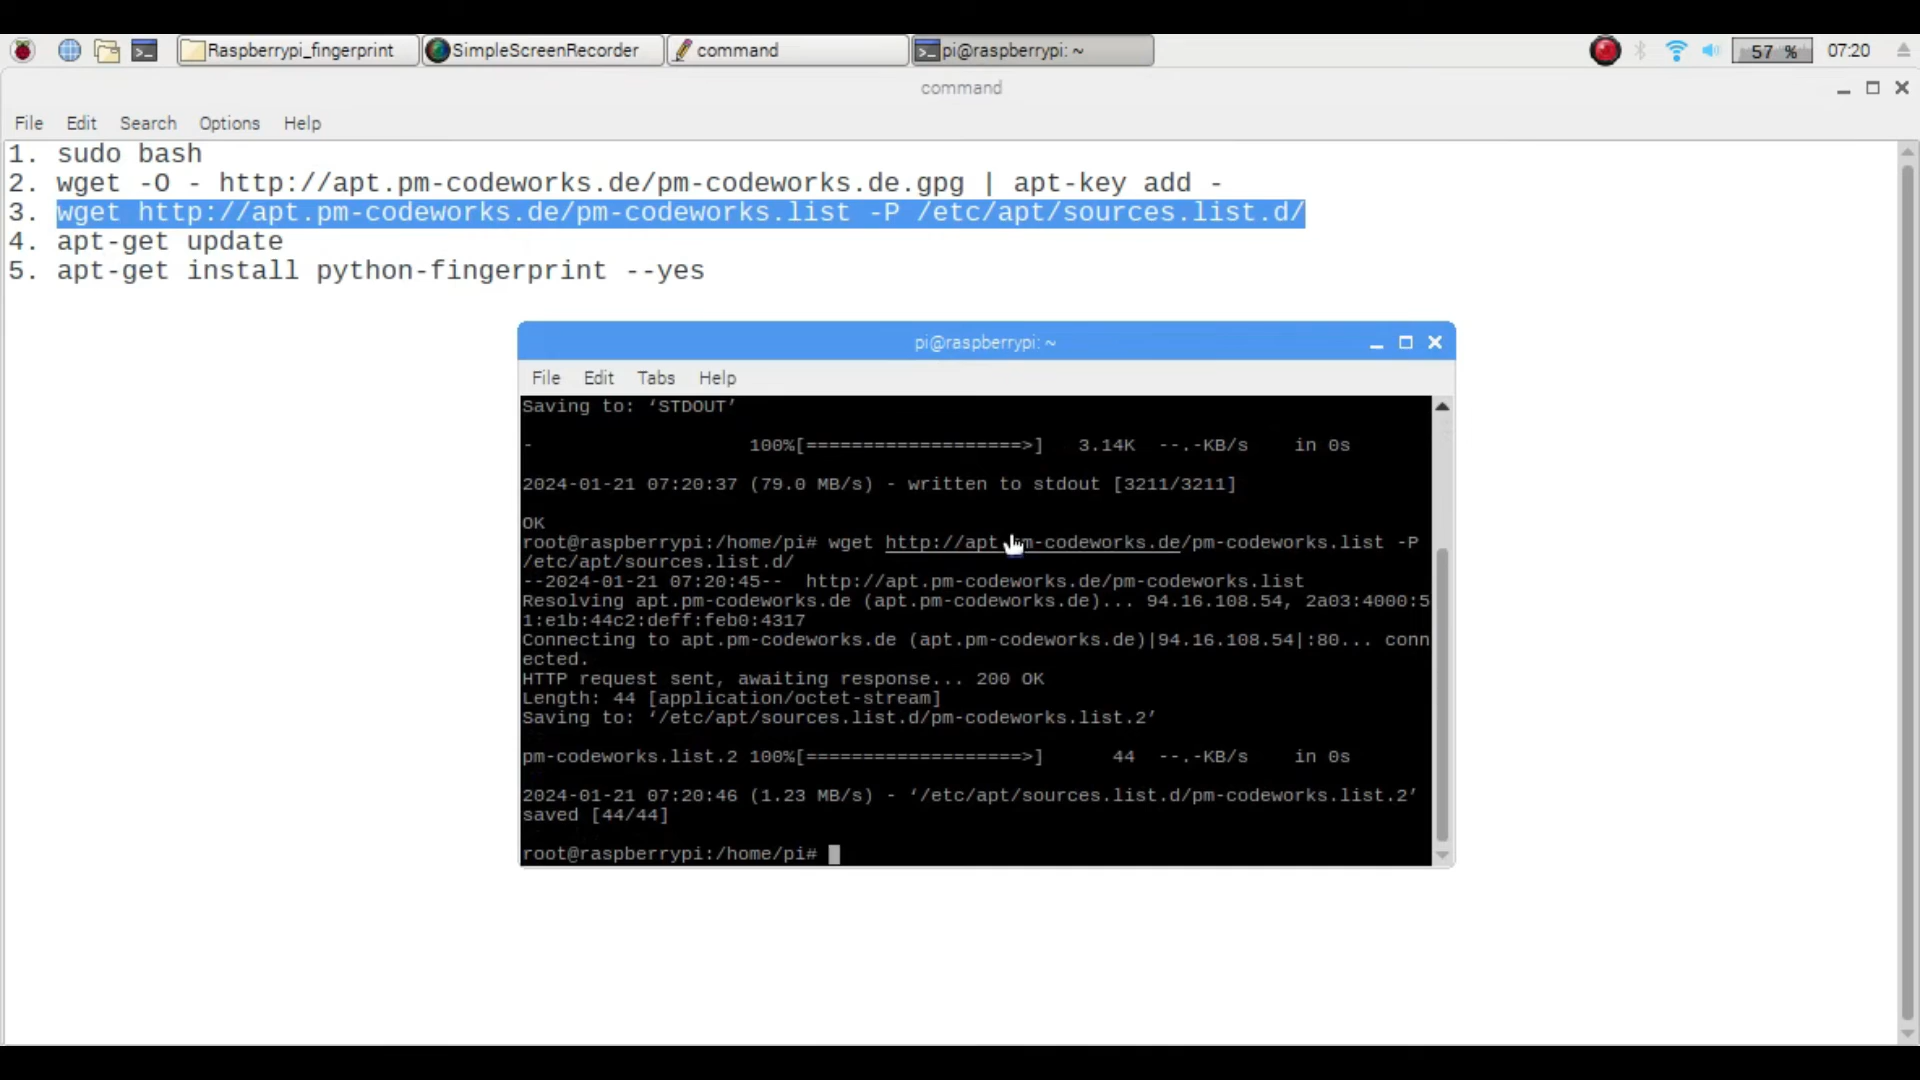 Raspberrypi_fingerprint SimpleScreenRecorder command pi@raspberrypi: ~ 57 % 07:20
command
File Edit Search Options Help
1. sudo bash
2. wget -O - http://apt.pm-codeworks.de/pm-codeworks.de.gpg | apt-key add -
3. wget http://apt.pm-codeworks.de/pm-codeworks.list -P /etc/apt/sources.list.d/
4. apt-get update
5. apt-get install python-fingerprint --yes
pi@raspberrypi: ~
File Edit Tabs Help
Saving to: ‘STDOUT’
- 100%[===================>] 3.14K --.-KB/s in 0s
2024-01-21 07:20:37 (79.0 MB/s) - written to stdout [3211/3211]
OK
root@raspberrypi:/home/pi# wget http://apt.pm-codeworks.de/pm-codeworks.list -P
/etc/apt/sources.list.d/
--2024-01-21 07:20:45-- http://apt.pm-codeworks.de/pm-codeworks.list
Resolving apt.pm-codeworks.de (apt.pm-codeworks.de)... 94.16.108.54, 2a03:4000:5
1:e1b:44c2:deff:feb0:4317
Connecting to apt.pm-codeworks.de (apt.pm-codeworks.de)|94.16.108.54|:80... conn
ected.
HTTP request sent, awaiting response... 200 OK
Length: 44 [application/octet-stream]
Saving to: ‘/etc/apt/sources.list.d/pm-codeworks.list.2’
pm-codeworks.list.2 100%[===================>] 44 --.-KB/s in 0s
2024-01-21 07:20:46 (1.23 MB/s) - ‘/etc/apt/sources.list.d/pm-codeworks.list.2’
saved [44/44]
root@raspberrypi:/home/pi#